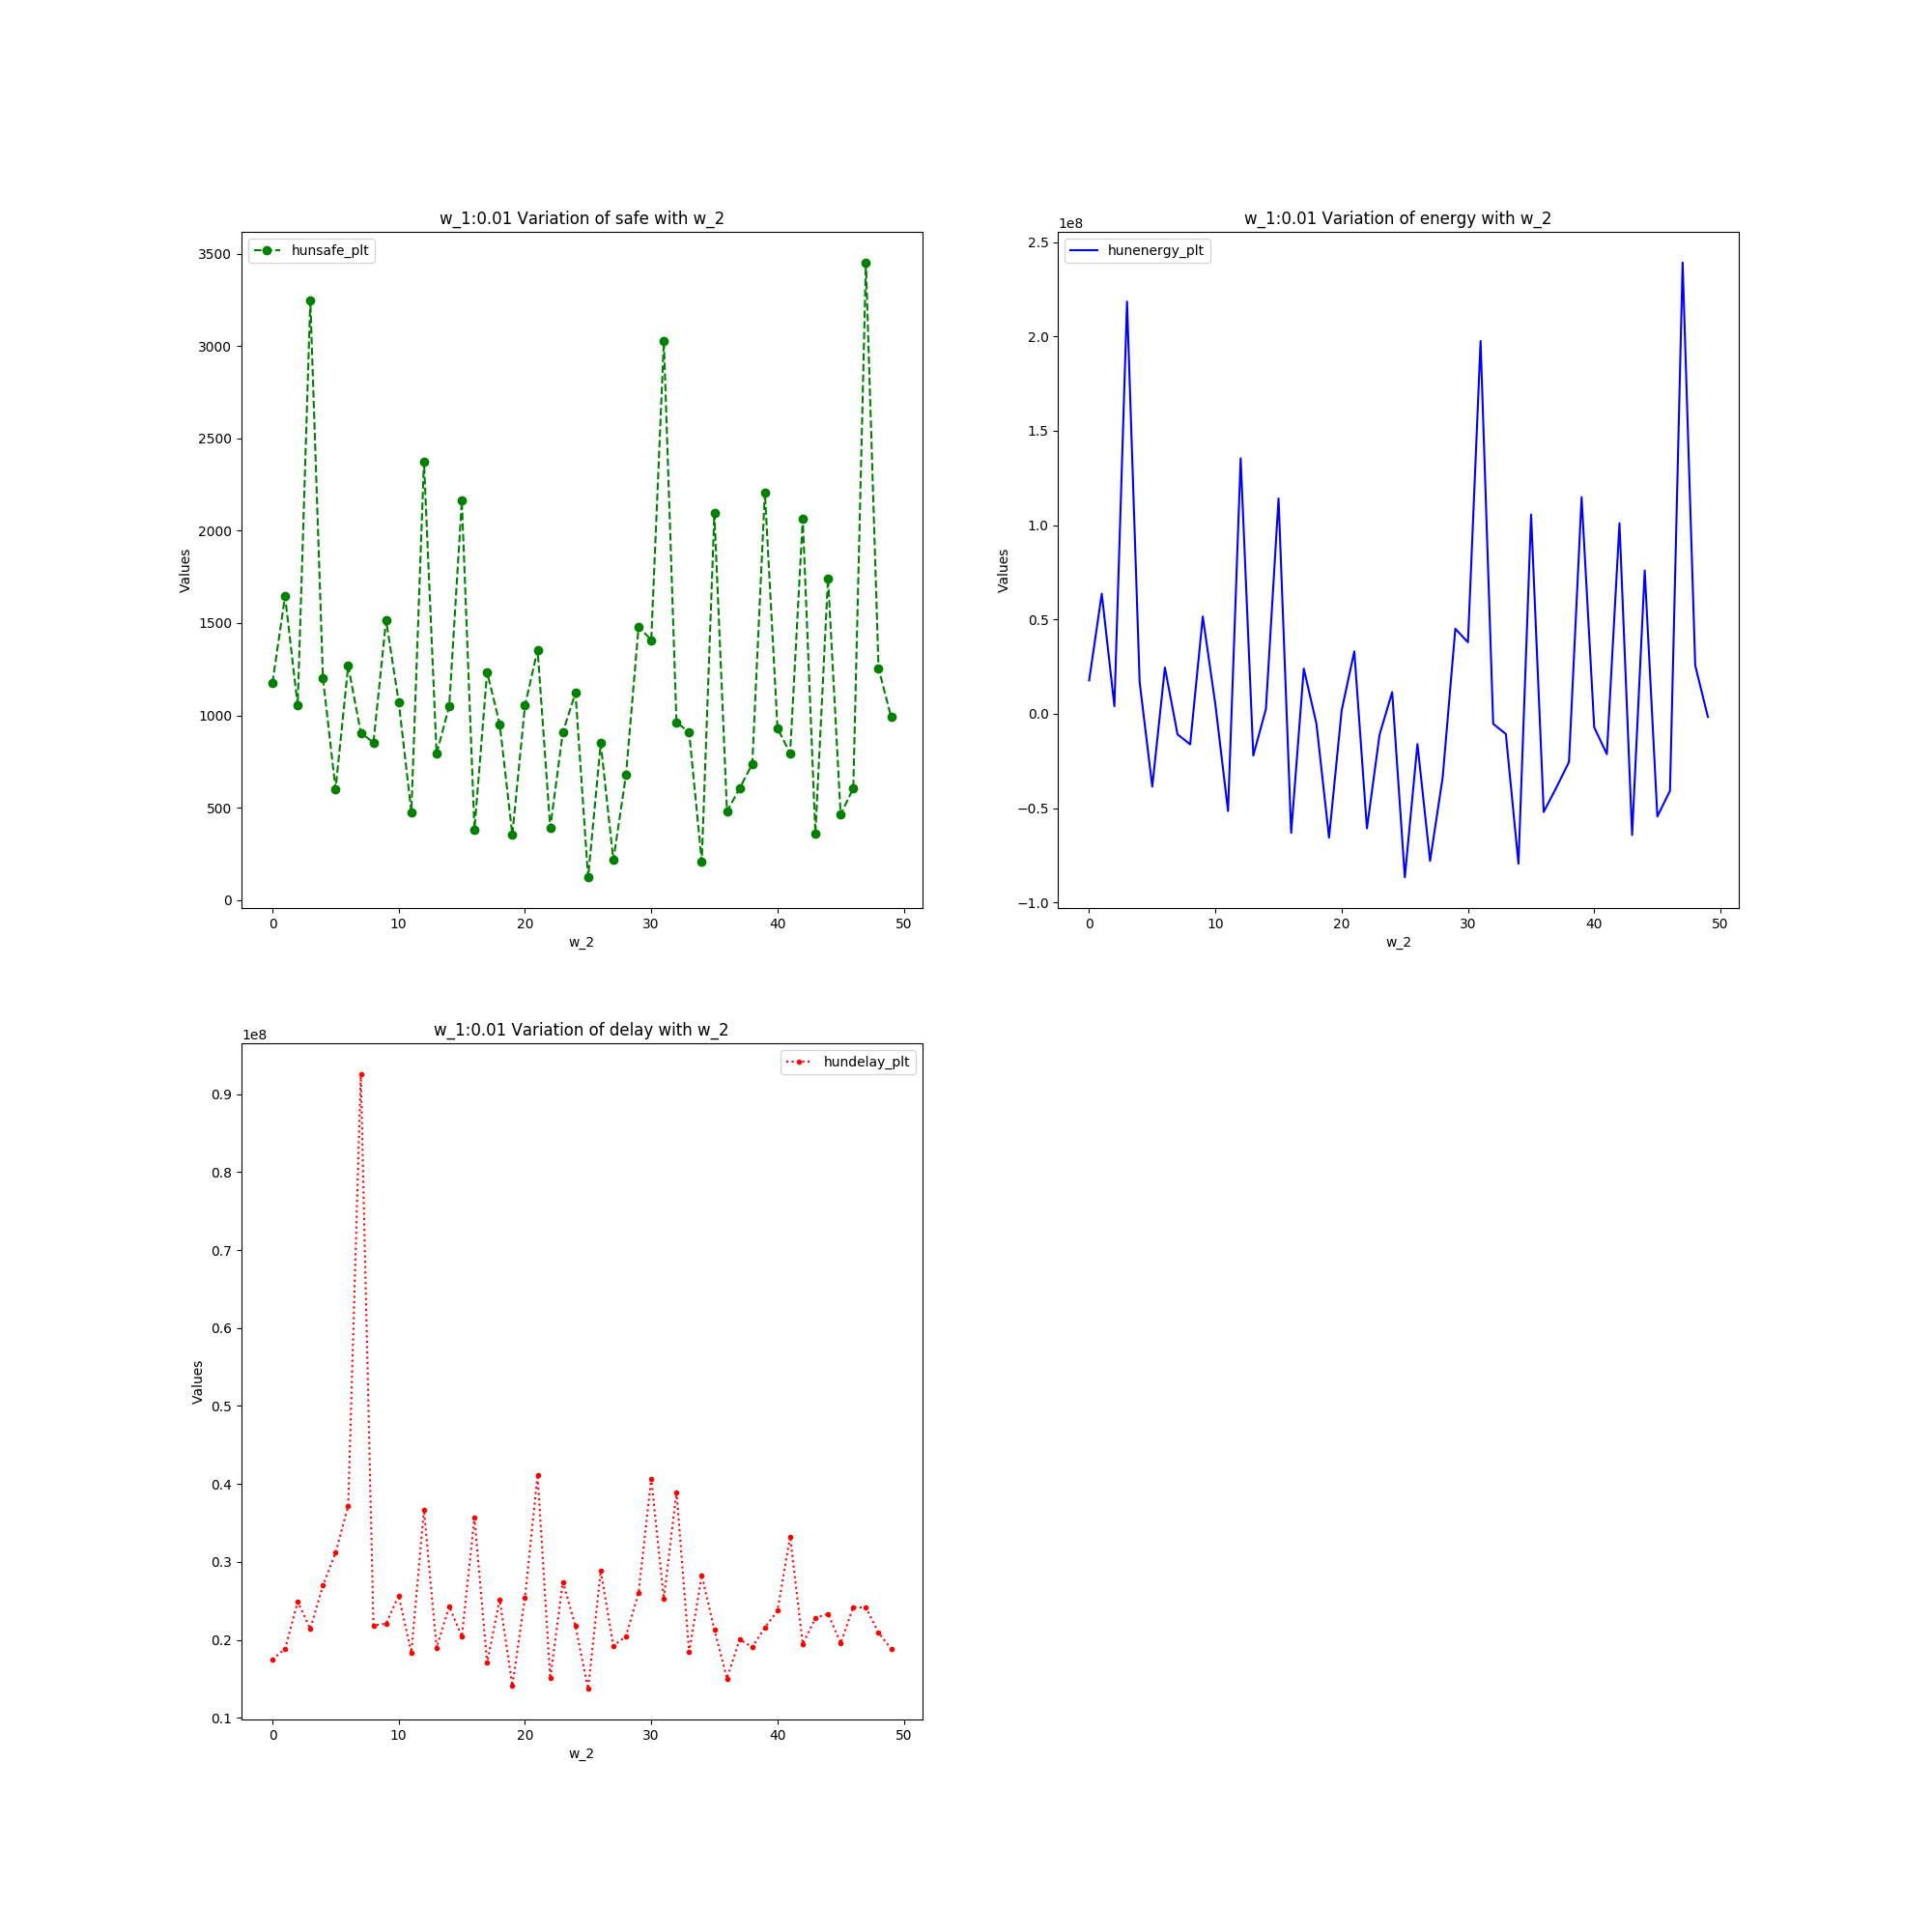 w_1:0.01 Variation of safe with w_2
hunsafe_plt
3500
3000
2500
2000
1500
1000
500
0
Values
0 10 20 30 40 50
w_2
w_1:0.01 Variation of energy with w_2
1e8
hunenergy_plt
2.5
2.0
1.5
1.0
0.5
0.0
−0.5
−1.0
Values
0 10 20 30 40 50
w_2
w_1:0.01 Variation of delay with w_2
1e8
hundelay_plt
0.9
0.8
0.7
0.6
0.5
0.4
0.3
0.2
0.1
Values
0 10 20 30 40 50
w_2